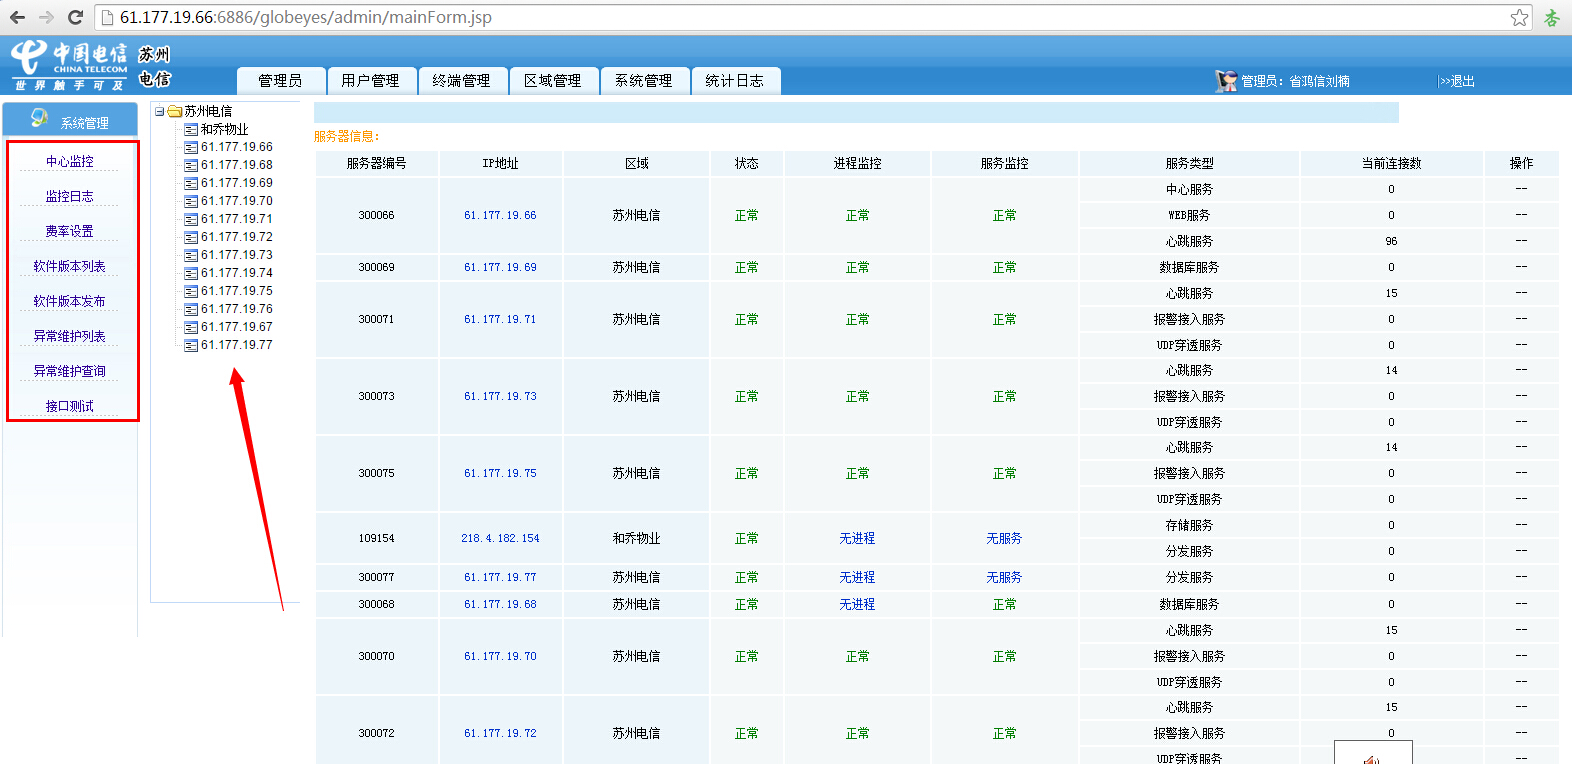 61.177.19.66:6886/globeyes/admin/mainForm.jsp
中国电信 苏州
CHINA TELECOM
世界触手可及 电信
管理员 用户管理 终端管理 区域管理 系统管理 统计日志
管理员：省鸿信刘楠 >>退出
系统管理
中心监控
监控日志
费率设置
软件版本列表
软件版本发布
异常维护列表
异常维护查询
接口测试
苏州电信
和乔物业
61.177.19.66
61.177.19.68
61.177.19.69
61.177.19.70
61.177.19.71
61.177.19.72
61.177.19.73
61.177.19.74
61.177.19.75
61.177.19.76
61.177.19.67
61.177.19.77
服务器信息：
服务器编号 IP地址 区域 状态 进程监控 服务监控 服务类型 当前连接数 操作
中心服务 0 --
300066 61.177.19.66 苏州电信 正常 正常 正常 WEB服务 0 --
心跳服务 96 --
300069 61.177.19.69 苏州电信 正常 正常 正常 数据库服务 0 --
心跳服务 15 --
300071 61.177.19.71 苏州电信 正常 正常 正常 报警接入服务 0 --
UDP穿透服务 0 --
心跳服务 14 --
300073 61.177.19.73 苏州电信 正常 正常 正常 报警接入服务 0 --
UDP穿透服务 0 --
心跳服务 14 --
300075 61.177.19.75 苏州电信 正常 正常 正常 报警接入服务 0 --
UDP穿透服务 0 --
存储服务 0 --
109154 218.4.182.154 和乔物业 正常 无进程 无服务
分发服务 0 --
300077 61.177.19.77 苏州电信 正常 无进程 无服务 分发服务 0 --
300068 61.177.19.68 苏州电信 正常 无进程 正常 数据库服务 0 --
心跳服务 15 --
300070 61.177.19.70 苏州电信 正常 正常 正常 报警接入服务 0 --
UDP穿透服务 0 --
心跳服务 15 --
300072 61.177.19.72 苏州电信 正常 正常 正常 报警接入服务 0 --
UDP穿透服务 --